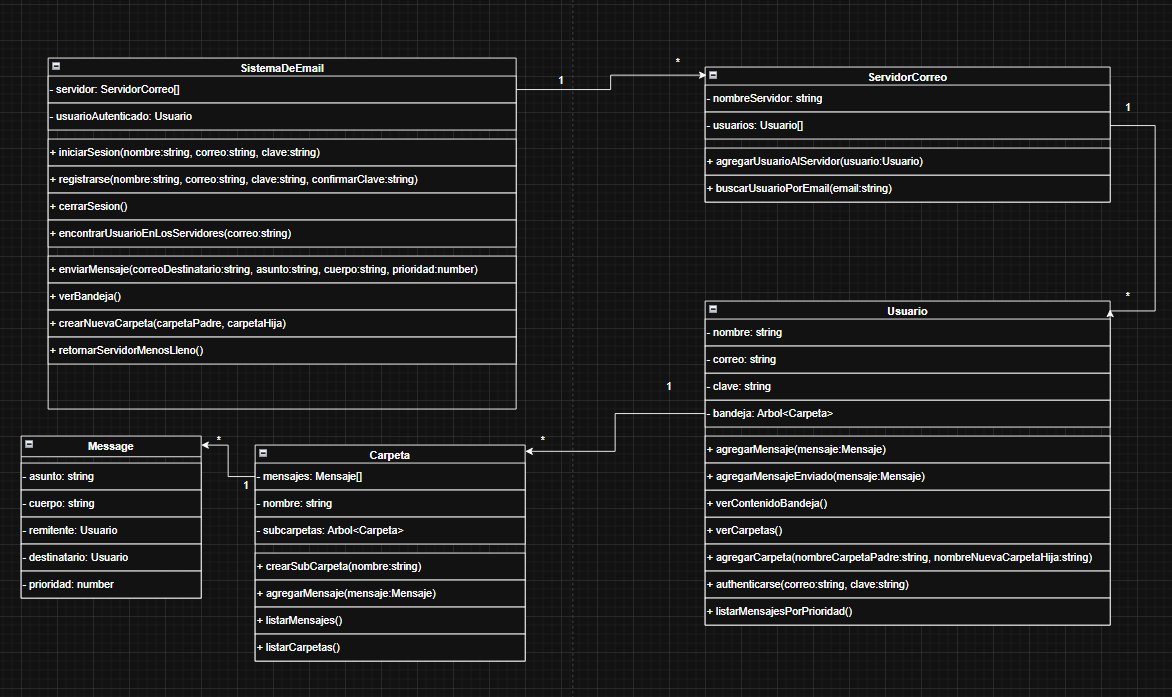 SistemaDeEmail
- servidor: ServidorCorreo[]
- usuarioAutenticado: Usuario
+ iniciarSesion(nombre:string, correo:string, clave:string)
+ registrarse(nombre:string, correo:string, clave:string, confirmarClave:string)
+ cerrarSesion()
+ encontrarUsuarioEnLosServidores(correo:string)
+ enviarMensaje(correoDestinatario:string, asunto:string, cuerpo:string, prioridad:number)
+ verBandeja()
+ crearNuevaCarpeta(carpetaPadre, carpetaHija)
+ retornarServidorMenosLleno()
1
*
ServidorCorreo
- nombreServidor: string
- usuarios: Usuario[]
+ agregarUsuarioAlServidor(usuario:Usuario)
+ buscarUsuarioPorEmail(email:string)
1
*
Usuario
- nombre: string
- correo: string
- clave: string
- bandeja: Arbol<Carpeta>
+ agregarMensaje(mensaje:Mensaje)
+ agregarMensajeEnviado(mensaje:Mensaje)
+ verContenidoBandeja()
+ verCarpetas()
+ agregarCarpeta(nombreCarpetaPadre:string, nombreNuevaCarpetaHija:string)
+ authenticarse(correo:string, clave:string)
+ listarMensajesPorPrioridad()
1
*
Carpeta
- mensajes: Mensaje[]
- nombre: string
- subcarpetas: Arbol<Carpeta>
+ crearSubCarpeta(nombre:string)
+ agregarMensaje(mensaje:Mensaje)
+ listarMensajes()
+ listarCarpetas()
1
*
Message
- asunto: string
- cuerpo: string
- remitente: Usuario
- destinatario: Usuario
- prioridad: number